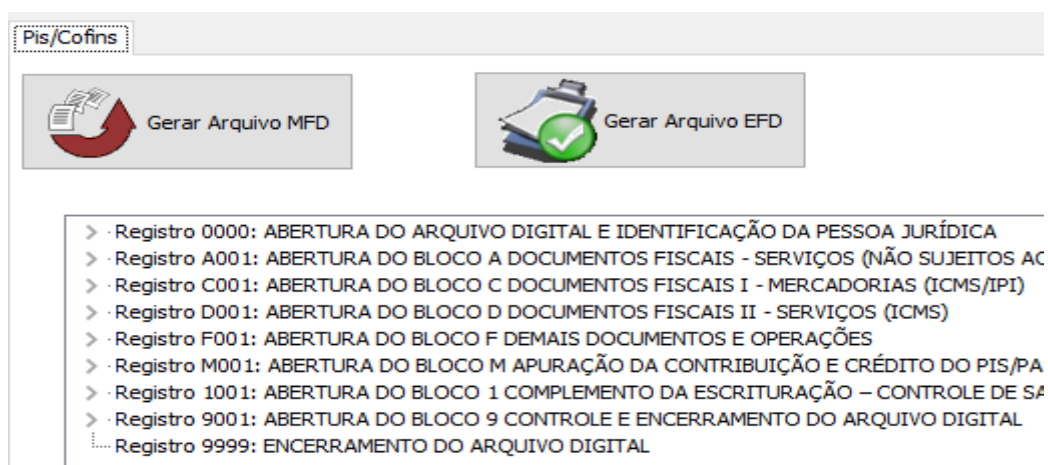 Pis/Cofins
Gerar Arquivo MFD
Gerar Arquivo EFD
Registro 0000: ABERTURA DO ARQUIVO DIGITAL E IDENTIFICAÇÃO DA PESSOA JURÍDICA
Registro A001: ABERTURA DO BLOCO A DOCUMENTOS FISCAIS - SERVIÇOS (NÃO SUJEITOS AO
Registro C001: ABERTURA DO BLOCO C DOCUMENTOS FISCAIS I - MERCADORIAS (ICMS/IPI)
Registro D001: ABERTURA DO BLOCO D DOCUMENTOS FISCAIS II - SERVIÇOS (ICMS)
Registro F001: ABERTURA DO BLOCO F DEMAIS DOCUMENTOS E OPERAÇÕES
Registro M001: ABERTURA DO BLOCO M APURAÇÃO DA CONTRIBUIÇÃO E CRÉDITO DO PIS/PA
Registro 1001: ABERTURA DO BLOCO 1 COMPLEMENTO DA ESCRITURAÇÃO – CONTROLE DE SA
Registro 9001: ABERTURA DO BLOCO 9 CONTROLE E ENCERRAMENTO DO ARQUIVO DIGITAL
Registro 9999: ENCERRAMENTO DO ARQUIVO DIGITAL